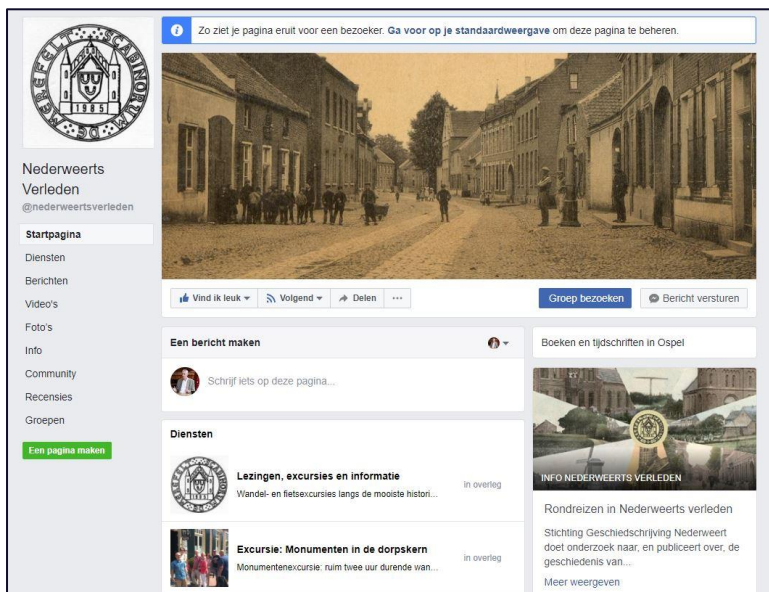 SCABINORUM
DE MEREFELT
1985
Nederweerts
Verleden
@nederweertsverleden
Startpagina
Diensten
Berichten
Video's
Foto's
Info
Community
Recensies
Groepen
Een pagina maken
Zo ziet je pagina eruit voor een bezoeker. Ga voor op je standaardweergave om deze pagina te beheren.
Vind ik leuk
Volgend
Delen
Groep bezoeken
Bericht versturen
Een bericht maken
Schrijf iets op deze pagina...
Diensten
Lezingen, excursies en informatie
Wandel- en fietsexcursies langs de mooiste histori...
in overleg
Excursie: Monumenten in de dorpskern
Monumentenexcursie: ruim twee uur durende wan...
in overleg
Boeken en tijdschriften in Ospel
INFO NEDERWEERTS VERLEDEN
Rondreizen in Nederweerts verleden
Stichting Geschiedschrijving Nederweert
doet onderzoek naar, en publiceert over, de
geschiedenis van...
Meer weergeven